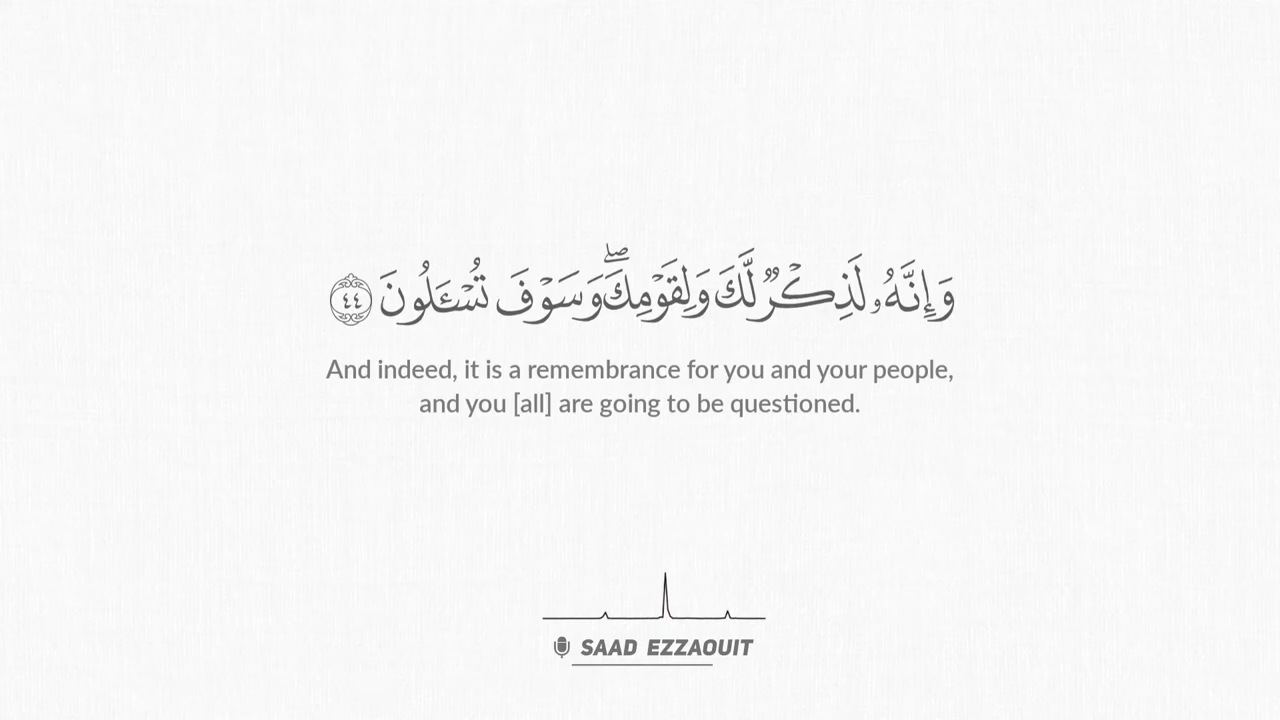 وَإِنَّهُۥ لَذِكۡرٌ لَّكَ وَلِقَوۡمِكَۖ وَسَوۡفَ تُسۡـَٔلُونَ ٤٤
And indeed, it is a remembrance for you and your people,
and you [all] are going to be questioned.
SAAD EZZAOUIT